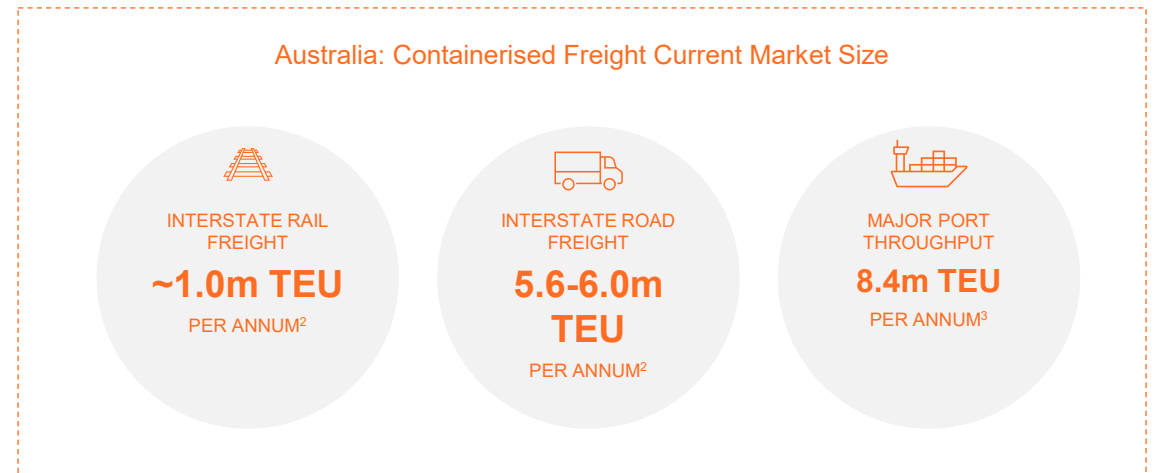 Australia: Containerised Freight Current Market Size
INTERSTATE RAIL
FREIGHT
~1.0m TEU
PER ANNUM²
INTERSTATE ROAD
FREIGHT
5.6-6.0m
TEU
PER ANNUM²
MAJOR PORT
THROUGHPUT
8.4m TEU
PER ANNUM³